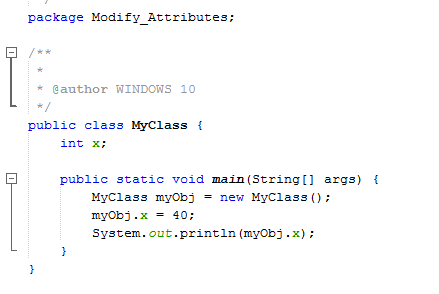 */
package Modify_Attributes;
/**
*
* @author WINDOWS 10
*/
public class MyClass {
int x;
public static void main(String[] args) {
MyClass myObj = new MyClass();
myObj.x = 40;
System.out.println(myObj.x);
}
}